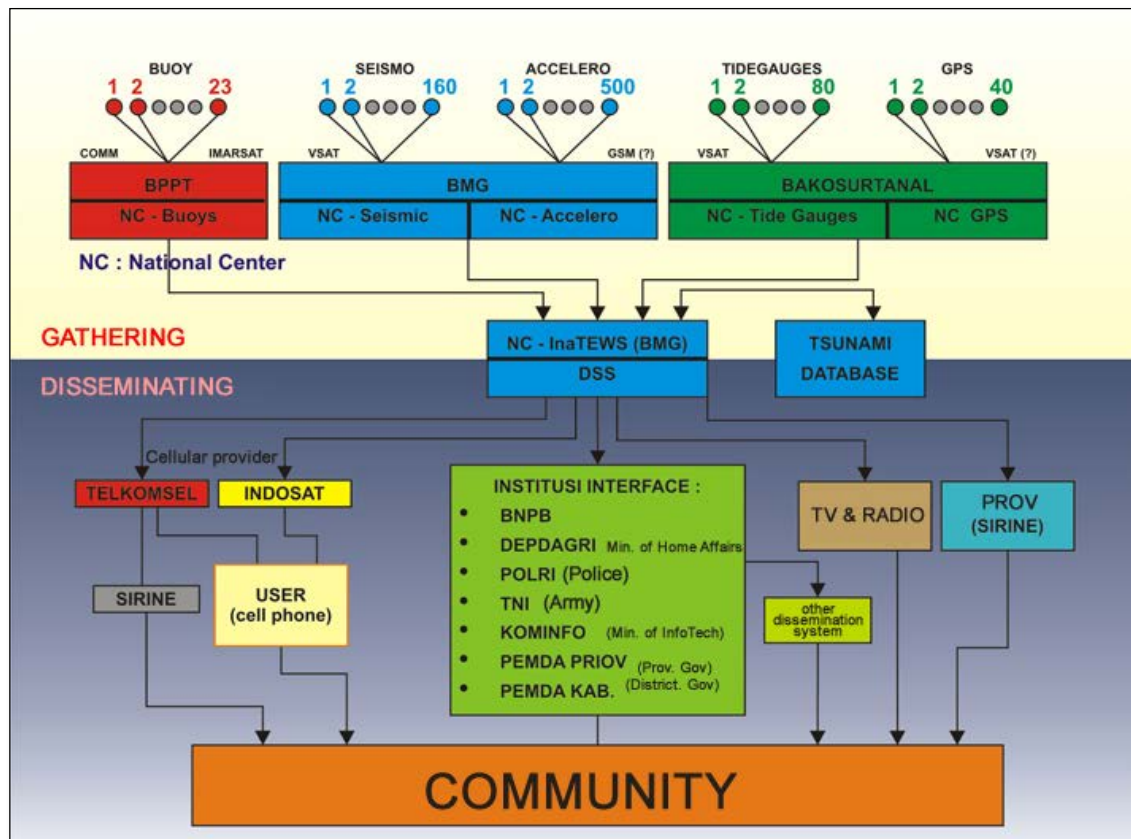 BUOY
1 2 23
SEISMO
1 2 160
ACCELERO
1 2 500
TIDEGAUGES
1 2 80
GPS
1 2 40
COMM IMARSAT
VSAT GSM (?)
VSAT VSAT (?)
BPPT
NC - Buoys
BMG
NC - Seismic NC - Accelero
BAKOSURTANAL
NC - Tide Gauges NC GPS
NC : National Center
GATHERING
NC - InaTEWS (BMG)
DSS
TSUNAMI
DATABASE
DISSEMINATING
Cellular provider
TELKOMSEL
INDOSAT
SIRINE
USER
(cell phone)
INSTITUSI INTERFACE :
• BNPB
• DEPDAGRI Min. of Home Affairs
• POLRI (Police)
• TNI (Army)
• KOMINFO (Min. of InfoTech)
• PEMDA PRIOV (Prov. Gov)
• PEMDA KAB. (District. Gov)
other
dissemination
system
TV & RADIO
PROV
(SIRINE)
COMMUNITY